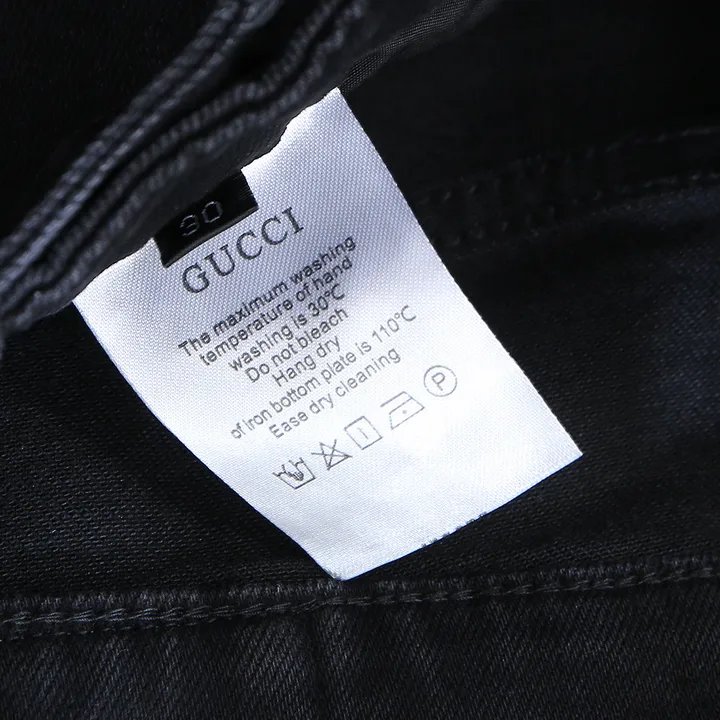 30
GUCCI
The maximum washing
temperature of hand
washing is 30℃
Do not bleach
Hang dry
of iron bottom plate is 110℃
Ease dry cleaning
P